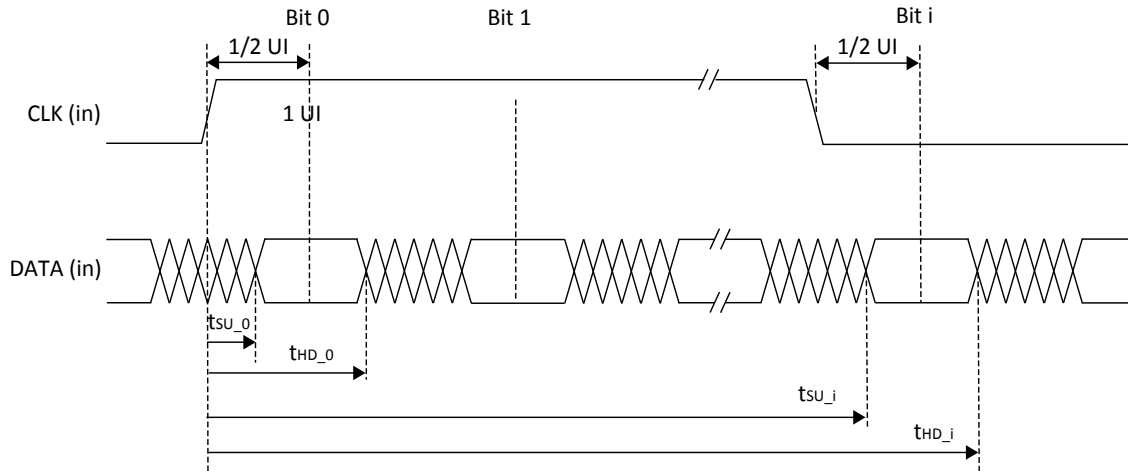 Bit 0
Bit 1
Bit i
1/2 UI
1/2 UI
CLK (in)
1 UI
DATA (in)
tSU_0
tHD_0
tSU_i
tHD_i